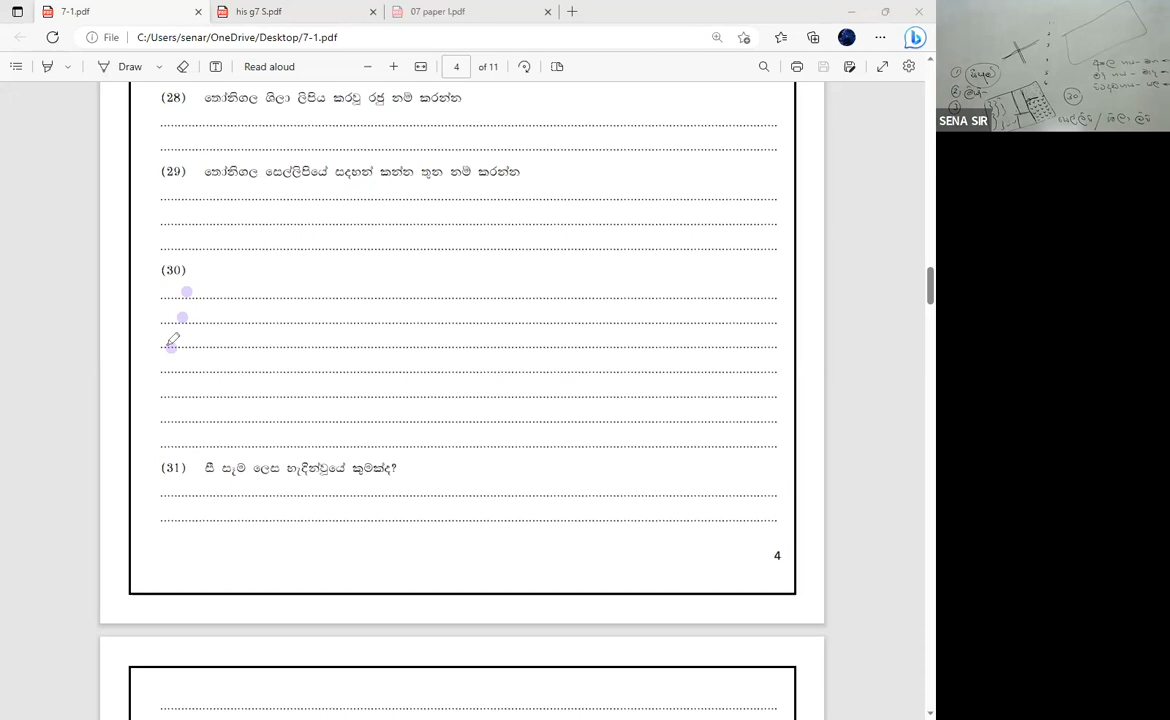 7-1.pdf
his g7 S.pdf
07 paper I.pdf
File
C:/Users/senar/OneDrive/Desktop/7-1.pdf
Draw
Read aloud
4
of 11
(28) තෝනිගල ශිලා ලිපිය කරවූ රජු නම් කරන්න
(29) තෝනිගල සෙල්ලිපියේ සඳහන් කන්න තුන නම් කරන්න
(30)
(31) සී සෑම ලෙස හැඳින්වූයේ කුමක්ද?
4
SENA SIR
30